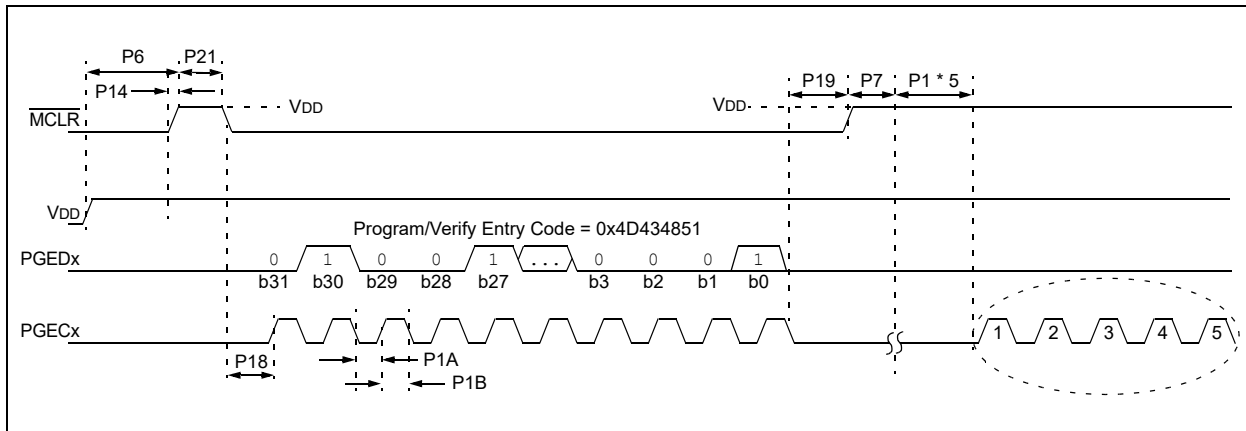 P6 P21 P19 P7 P1 * 5
P14
VDD VDD
MCLR
VDD
Program/Verify Entry Code = 0x4D434851
PGEDx 0 1 0 0 1 ... 0 0 0 1
b31 b30 b29 b28 b27 b3 b2 b1 b0
PGECx 1 2 3 4 5
P18 P1A
P1B